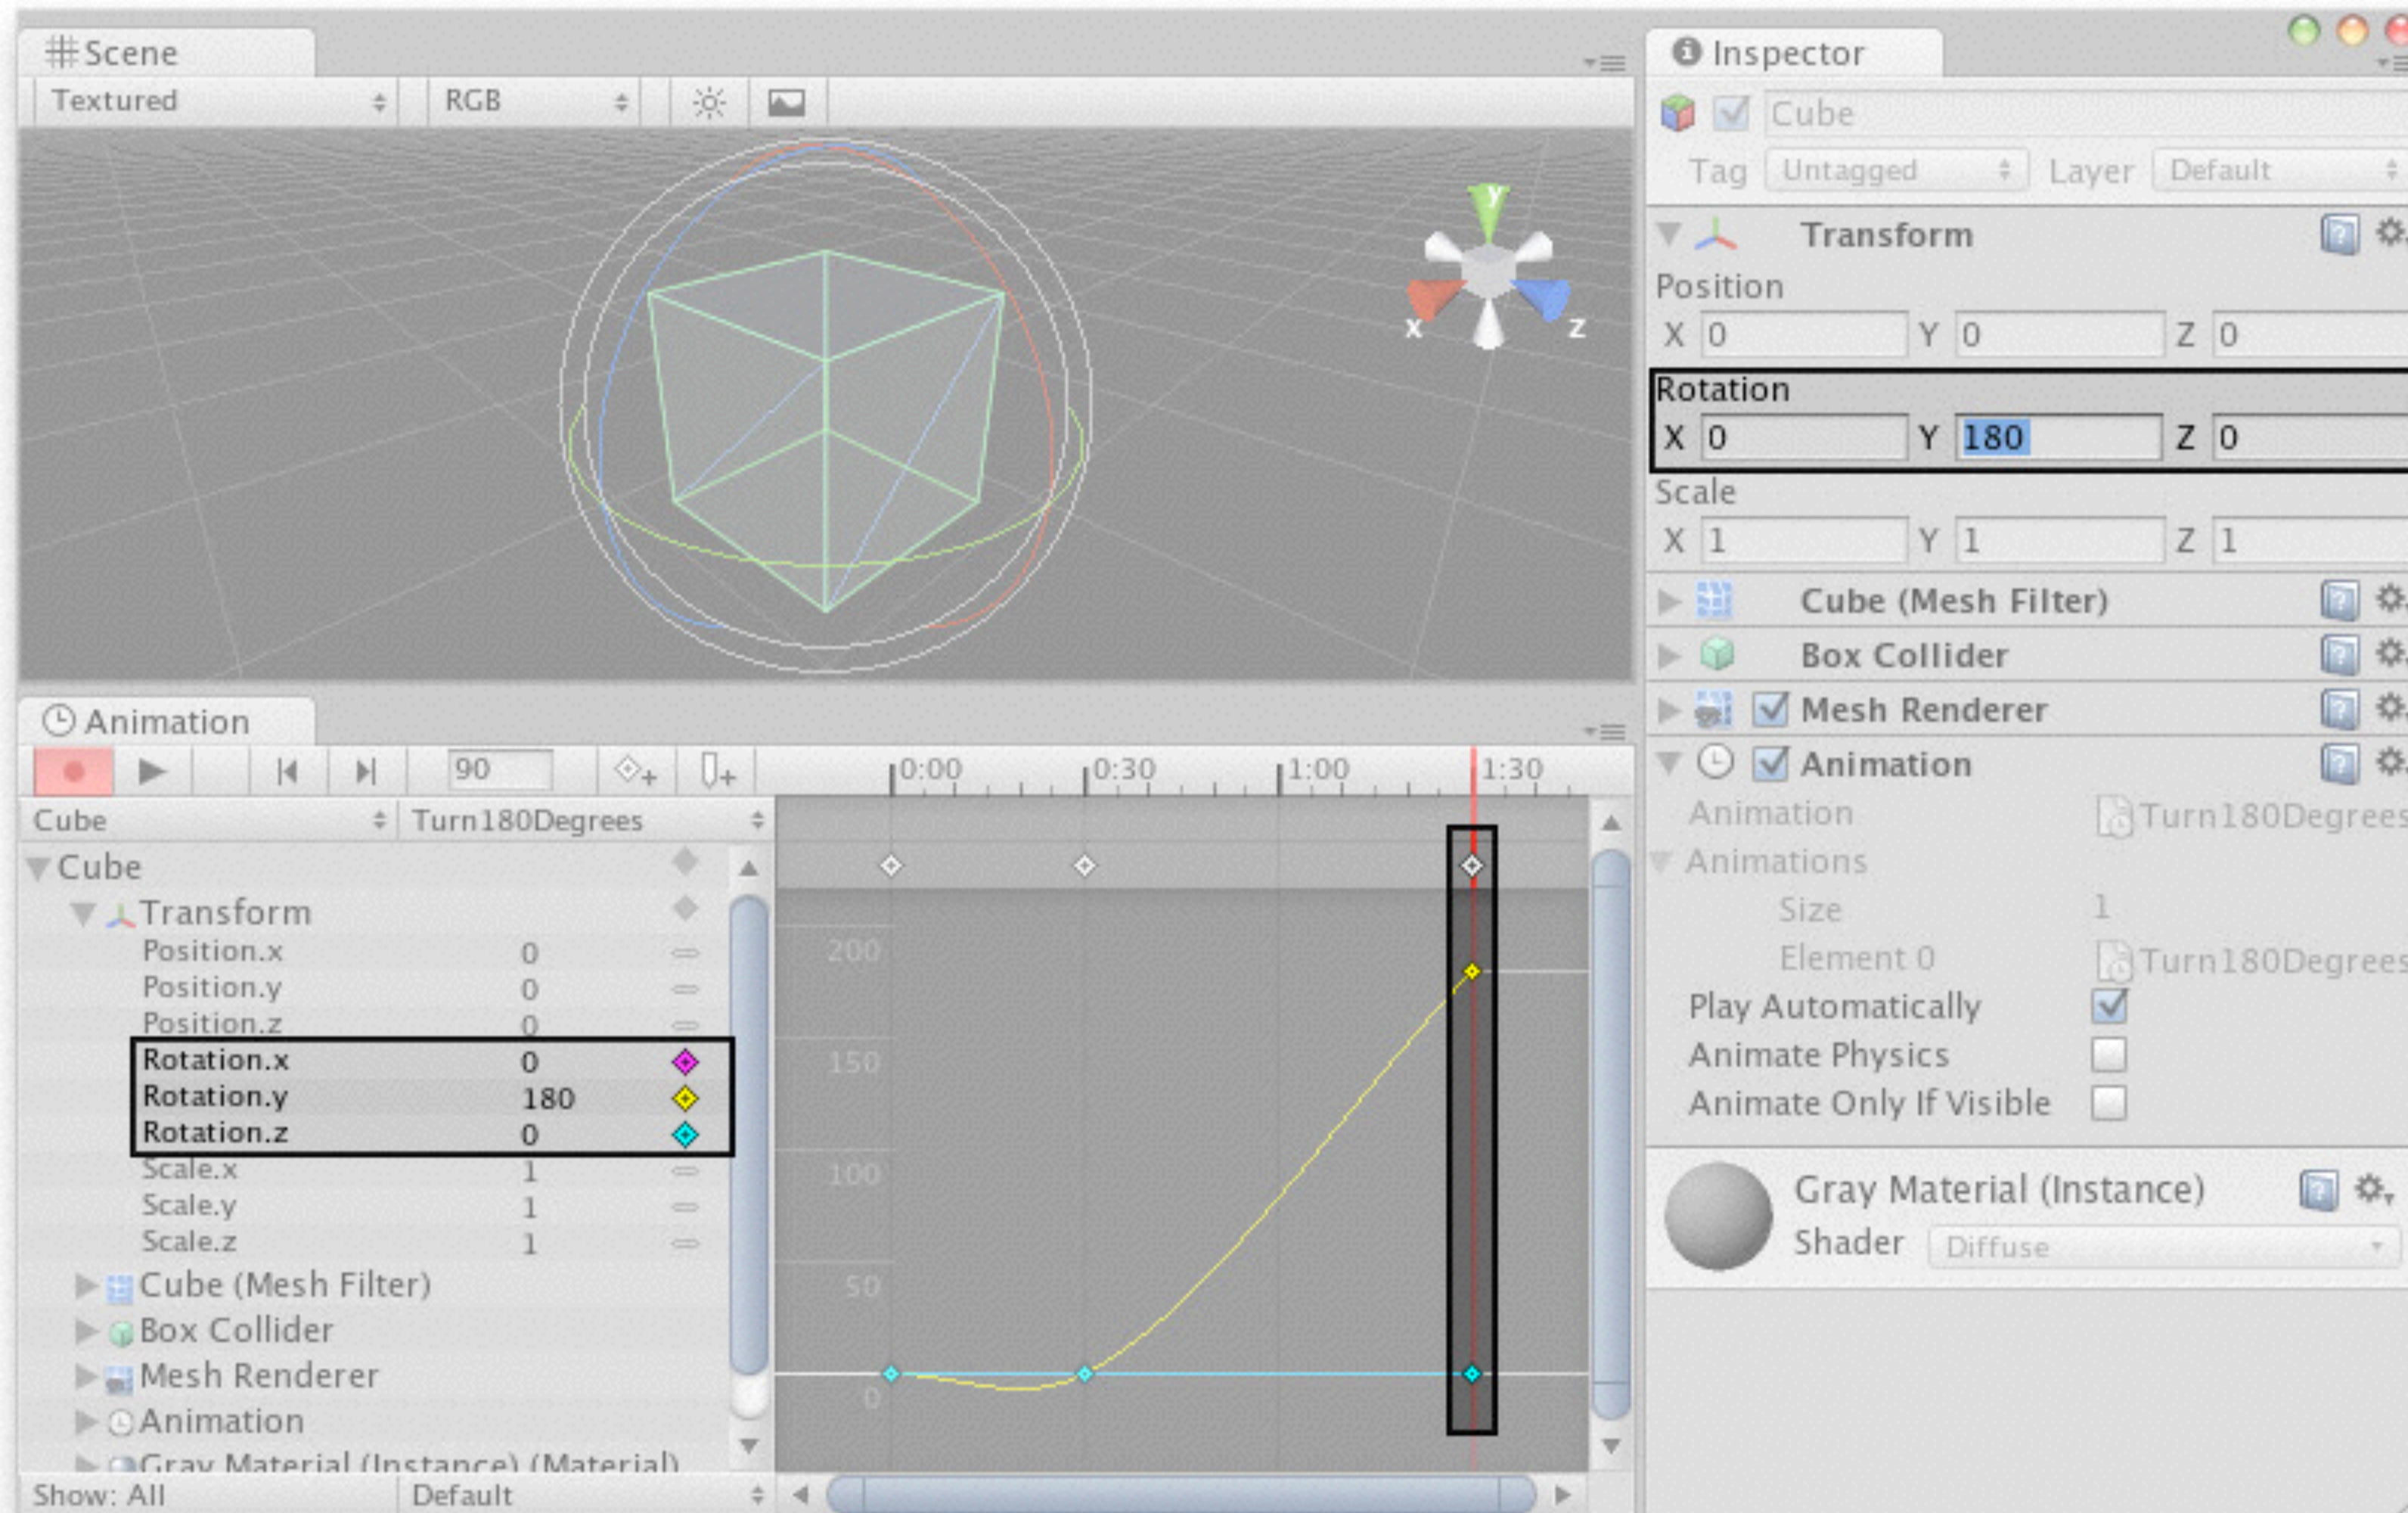 Scene
Textured RGB
y
x z
Animation
90 0:00 0:30 1:00 1:30
Cube Turn180Degrees
Cube
Transform
Position.x 0
Position.y 0
Position.z 0
Rotation.x 0
Rotation.y 180
Rotation.z 0
Scale.x 1
Scale.y 1
Scale.z 1
Cube (Mesh Filter)
Box Collider
Mesh Renderer
Animation
Gray Material (Instance) (Material)
Show: All Default
200
150
100
50
0
Inspector
Cube
Tag Untagged Layer Default
Transform
Position
X 0 Y 0 Z 0
Rotation
X 0 Y 180 Z 0
Scale
X 1 Y 1 Z 1
Cube (Mesh Filter)
Box Collider
Mesh Renderer
Animation
Animation Turn180Degrees
Animations
Size 1
Element 0 Turn180Degrees
Play Automatically
Animate Physics
Animate Only If Visible
Gray Material (Instance)
Shader Diffuse